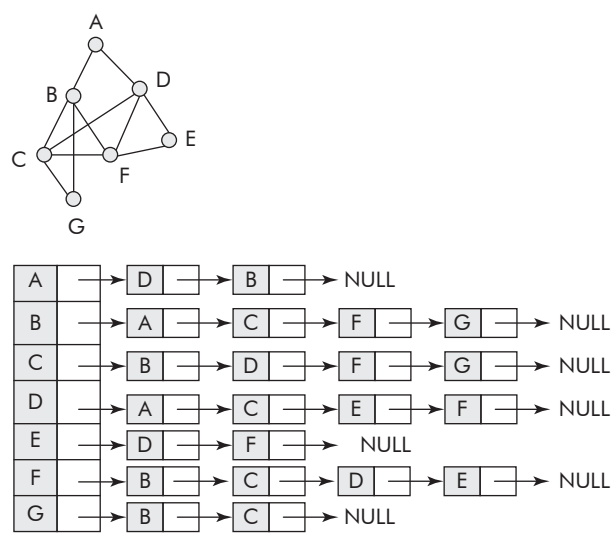 A
B
D
E
C
F
G
A D B NULL
B A C F G NULL
C B D F G NULL
D A C E F NULL
E D F NULL
F B C D E NULL
G B C NULL